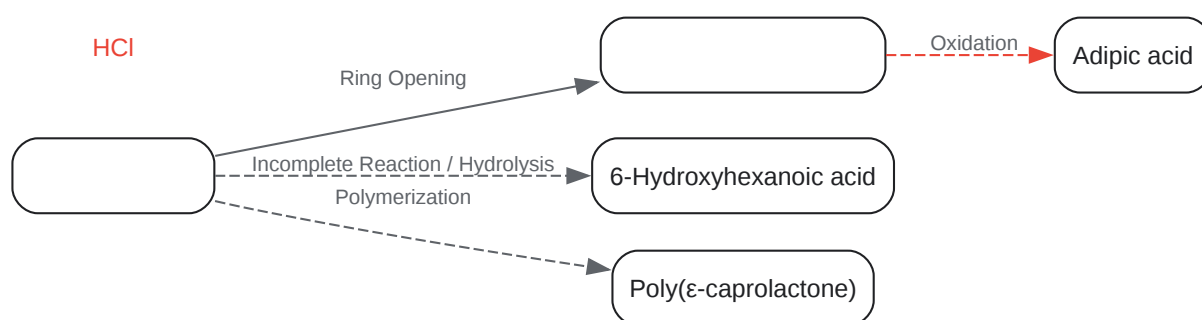 HCl
Oxidation
Adipic acid
Ring Opening
Incomplete Reaction / Hydrolysis
6-Hydroxyhexanoic acid
Polymerization
Poly(ε-caprolactone)